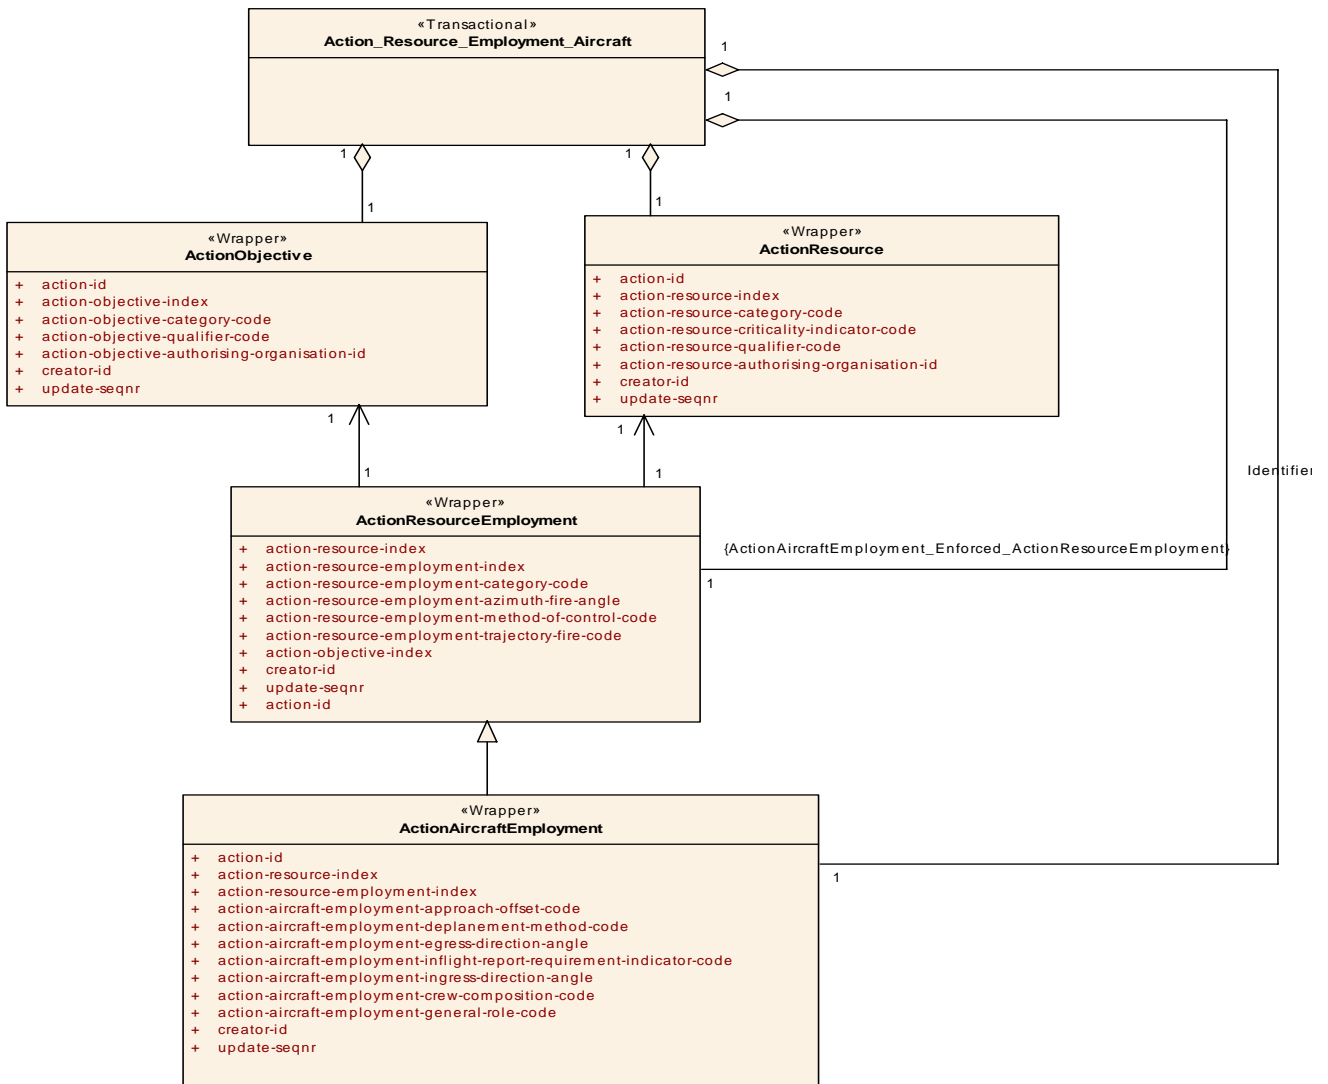 «Transactional»
Action_Resource_Employment_Aircraft
1
1
1
1
1
1
«Wrapper»
ActionObjective
+ action-id
+ action-objective-index
+ action-objective-category-code
+ action-objective-qualifier-code
+ action-objective-authorising-organisation-id
+ creator-id
+ update-seqnr
«Wrapper»
ActionResource
+ action-id
+ action-resource-index
+ action-resource-category-code
+ action-resource-criticality-indicator-code
+ action-resource-qualifier-code
+ action-resource-authorising-organisation-id
+ creator-id
+ update-seqnr
1
1
1
1
Identifier
«Wrapper»
ActionResourceEmployment
+ action-resource-index
+ action-resource-employment-index
+ action-resource-employment-category-code
+ action-resource-employment-azimuth-fire-angle
+ action-resource-employment-method-of-control-code
+ action-resource-employment-trajectory-fire-code
+ action-objective-index
+ creator-id
+ update-seqnr
+ action-id
{ActionAircraftEmployment_Enforced_ActionResourceEmployment}
1
«Wrapper»
ActionAircraftEmployment
+ action-id
+ action-resource-index
+ action-resource-employment-index
+ action-aircraft-employment-approach-offset-code
+ action-aircraft-employment-deplanement-method-code
+ action-aircraft-employment-egress-direction-angle
+ action-aircraft-employment-inflight-report-requirement-indicator-code
+ action-aircraft-employment-ingress-direction-angle
+ action-aircraft-employment-crew-composition-code
+ action-aircraft-employment-general-role-code
+ creator-id
+ update-seqnr
1